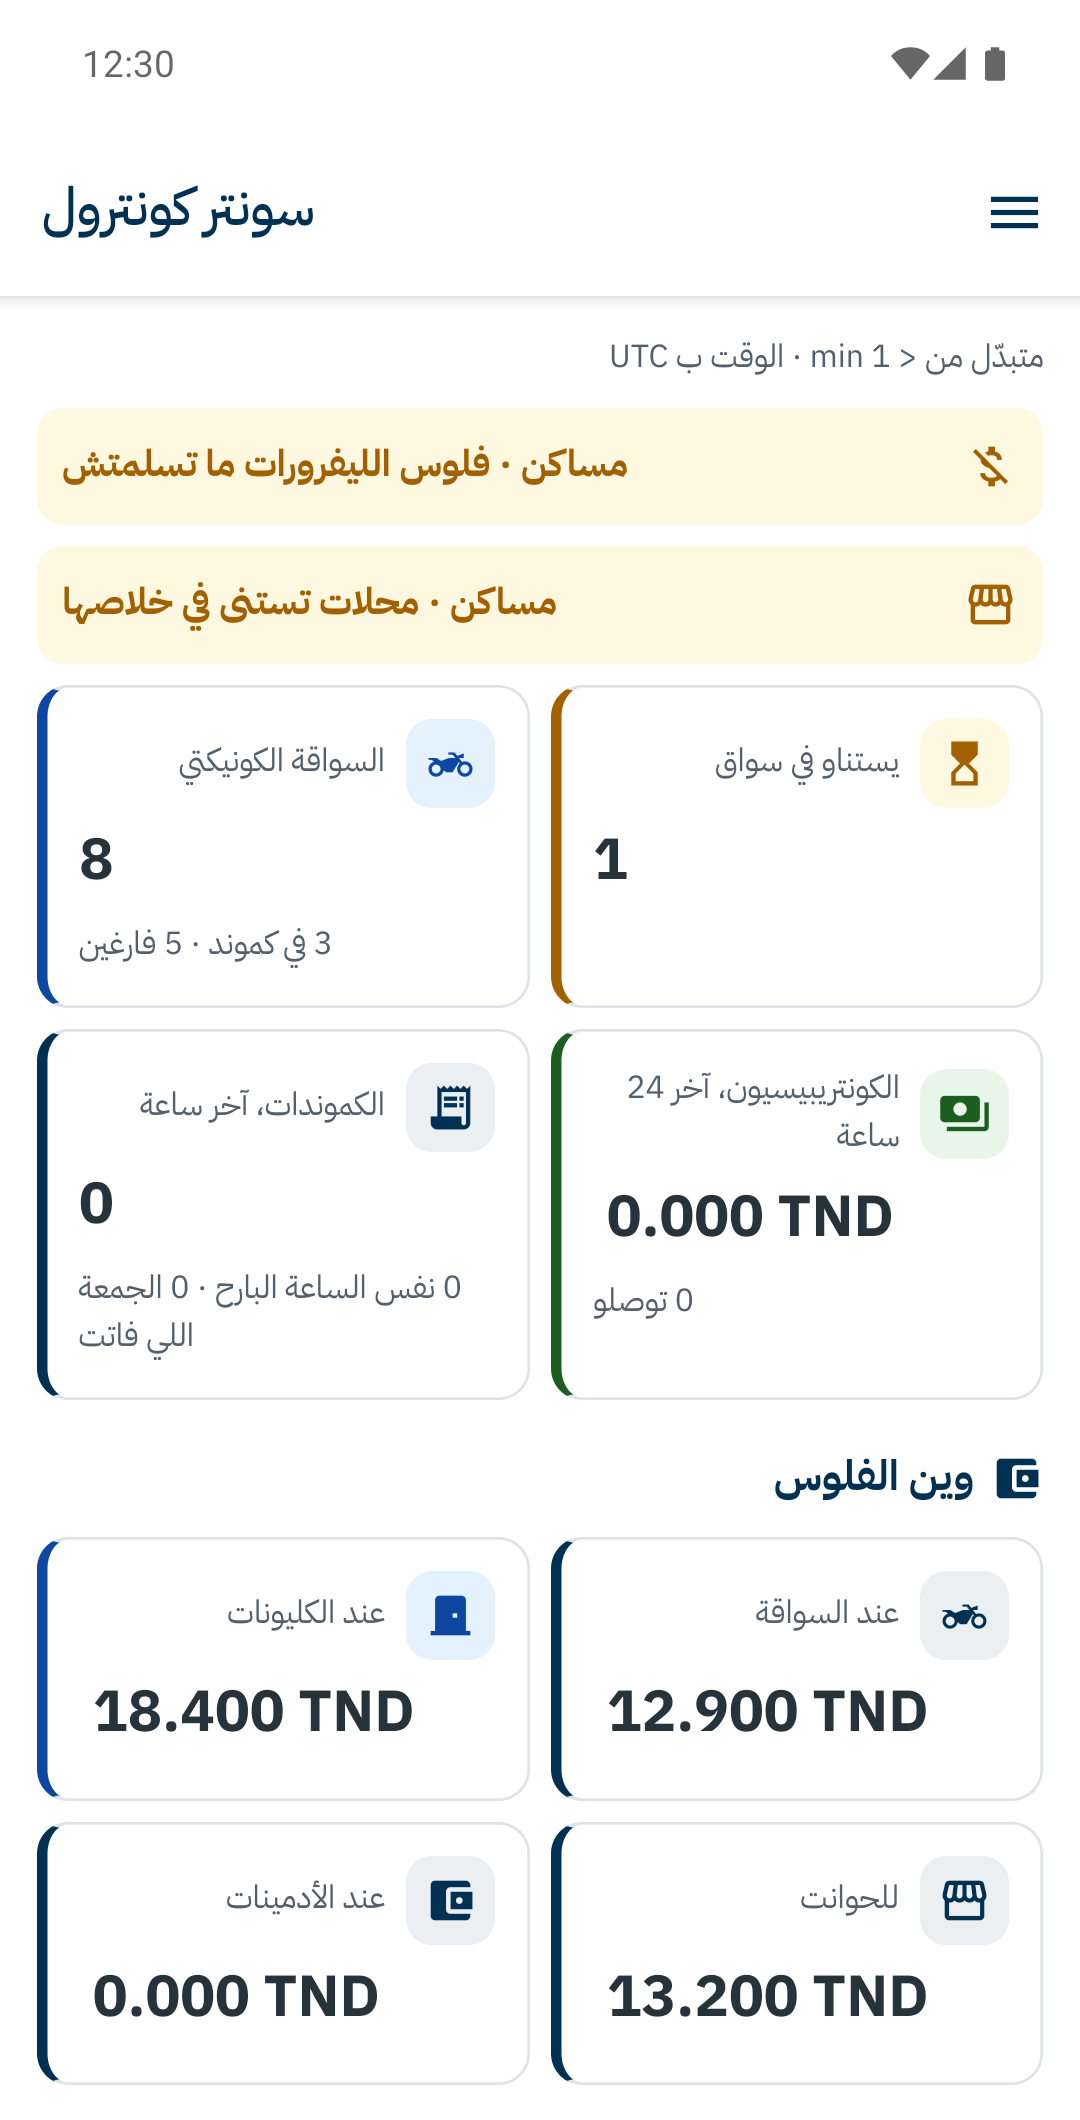 12:30
سونتر كونترول
متبدّل من < 1 min · الوقت ب UTC
مساكن · فلوس الليفرورات ما تسلمتش
مساكن · محلات تستنى في خلاصها
يستناو في سواق
1
السواقة الكونيكتي
8
3 في كموند · 5 فارغين
الكونتريبيسيون، آخر 24
ساعة
0.000 TND
0 توصلو
الكموندات، آخر ساعة
0
0 نفس الساعة البارح · 0 الجمعة
اللي فاتت
وين الفلوس
عند السواقة
12.900 TND
عند الكليونات
18.400 TND
للحوانت
13.200 TND
عند الأدمينات
0.000 TND